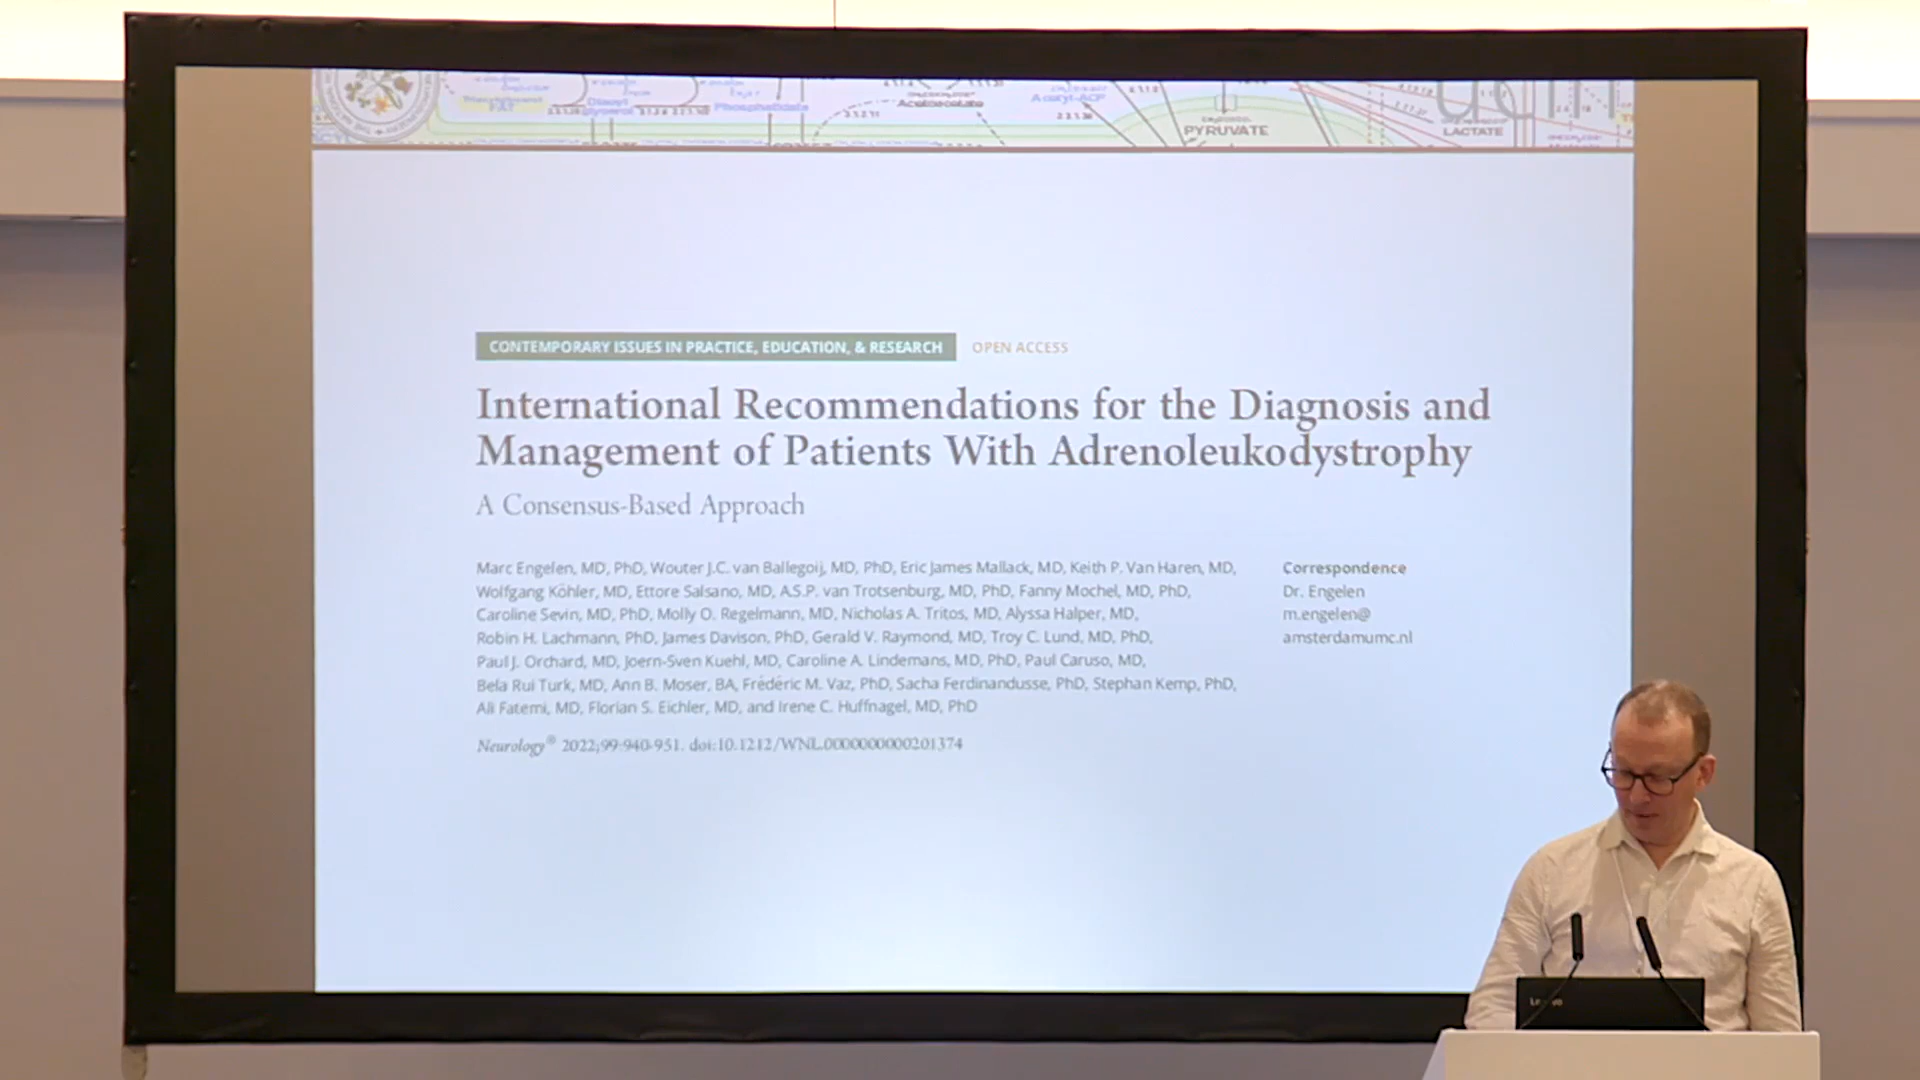 PYRUVATE
LACTATE
Acetoacetate
Acetyl-ACP
Phosphatidate
CONTEMPORARY ISSUES IN PRACTICE, EDUCATION, & RESEARCH OPEN ACCESS
International Recommendations for the Diagnosis and
Management of Patients With Adrenoleukodystrophy
A Consensus-Based Approach
Marc Engelen, MD, PhD, Wouter J.C. van Ballegoij, MD, PhD, Eric James Mallack, MD, Keith P. Van Haren, MD,
Wolfgang Köhler, MD, Ettore Salsano, MD, A.S.P. van Trotsenburg, MD, PhD, Fanny Mochel, MD, PhD,
Caroline Sevin, MD, PhD, Molly O. Regelmann, MD, Nicholas A. Tritos, MD, Alyssa Halper, MD,
Robin H. Lachmann, PhD, James Davison, PhD, Gerald V. Raymond, MD, Troy C. Lund, MD, PhD,
Paul J. Orchard, MD, Joern-Sven Kuehl, MD, Caroline A. Lindemans, MD, PhD, Paul Caruso, MD,
Bela Rui Turk, MD, Ann B. Moser, BA, Frédéric M. Vaz, PhD, Sacha Ferdinandusse, PhD, Stephan Kemp, PhD,
Ali Fatemi, MD, Florian S. Eichler, MD, and Irene C. Huffnagel, MD, PhD
Correspondence
Dr. Engelen
m.engelen@
amsterdamumc.nl
Neurology® 2022;99:940-951. doi:10.1212/WNL.0000000000201374